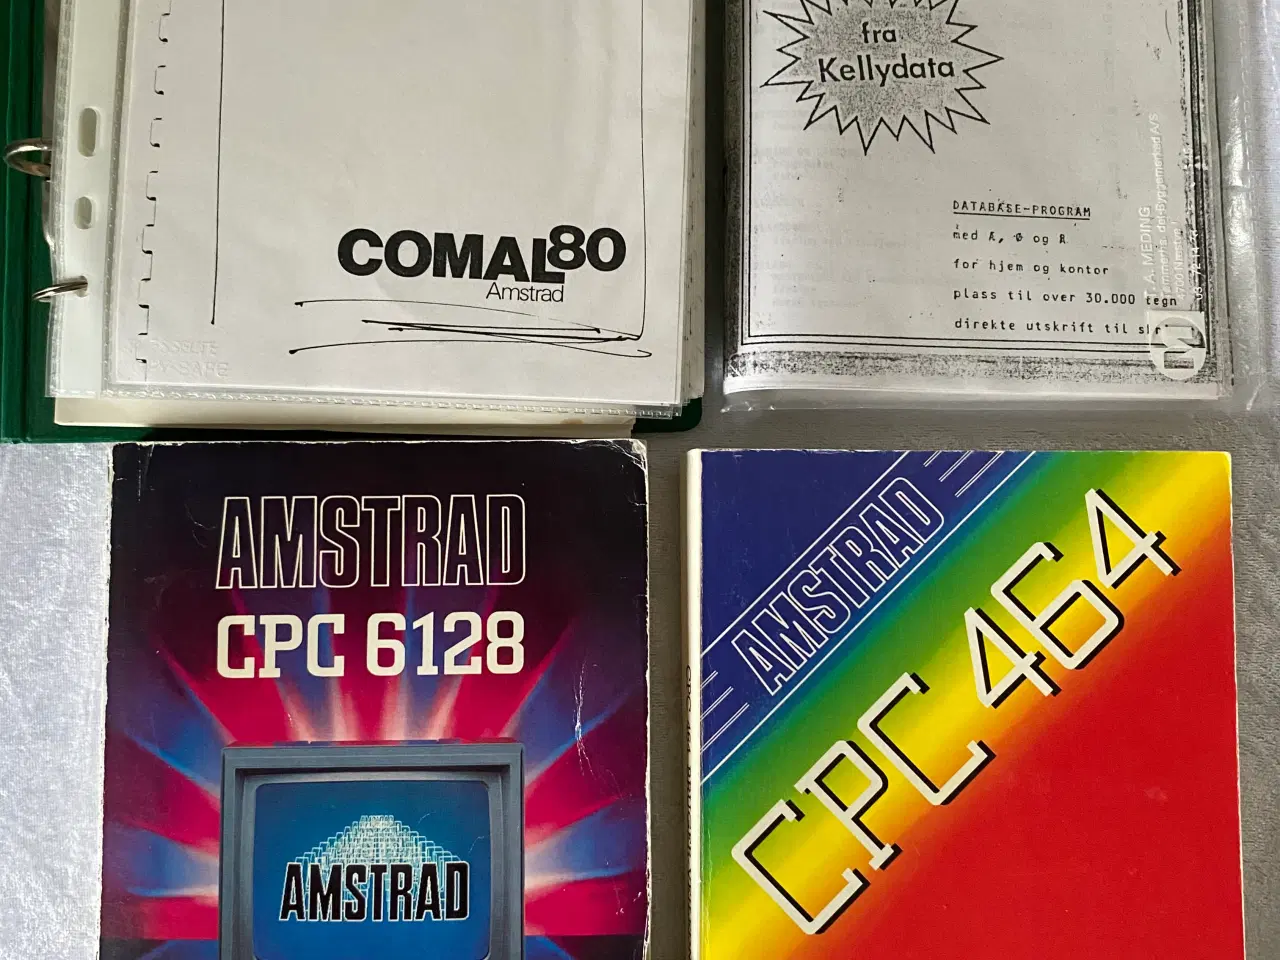 COMAL80
Amstrad
fra
Kellydata
DATABASE-PROGRAM
med Æ, Ø og Å
for hjem og kontor
plass til over 30.000 tegn
direkte utskrift til
T.A. MEDING
AMSTRAD
CPC 6128
AMSTRAD
AMSTRAD
CPC 464